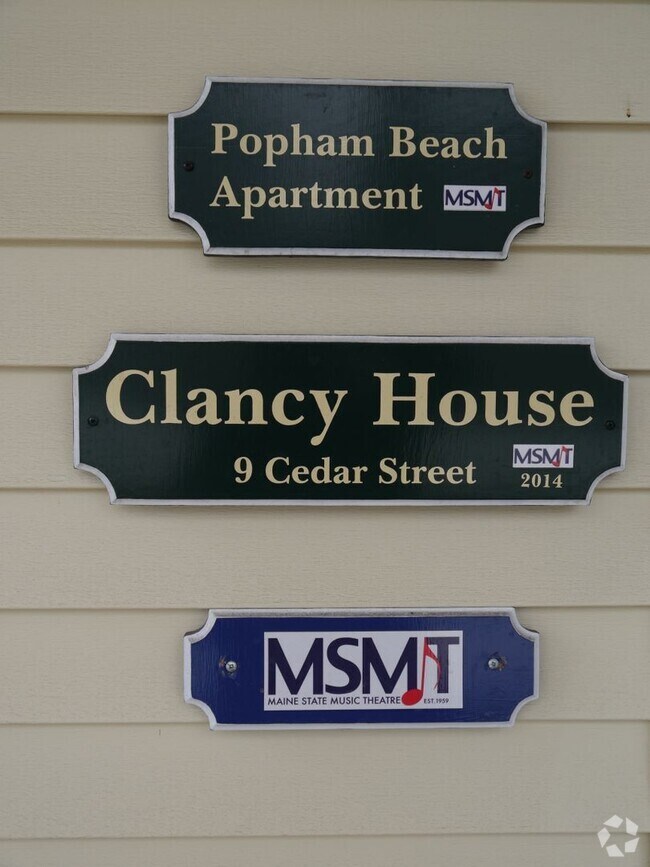 Popham Beach
Apartment MSMT
Clancy House
MSMT
9 Cedar Street 2014
MSMT
MAINE STATE MUSIC THEATRE EST 1959